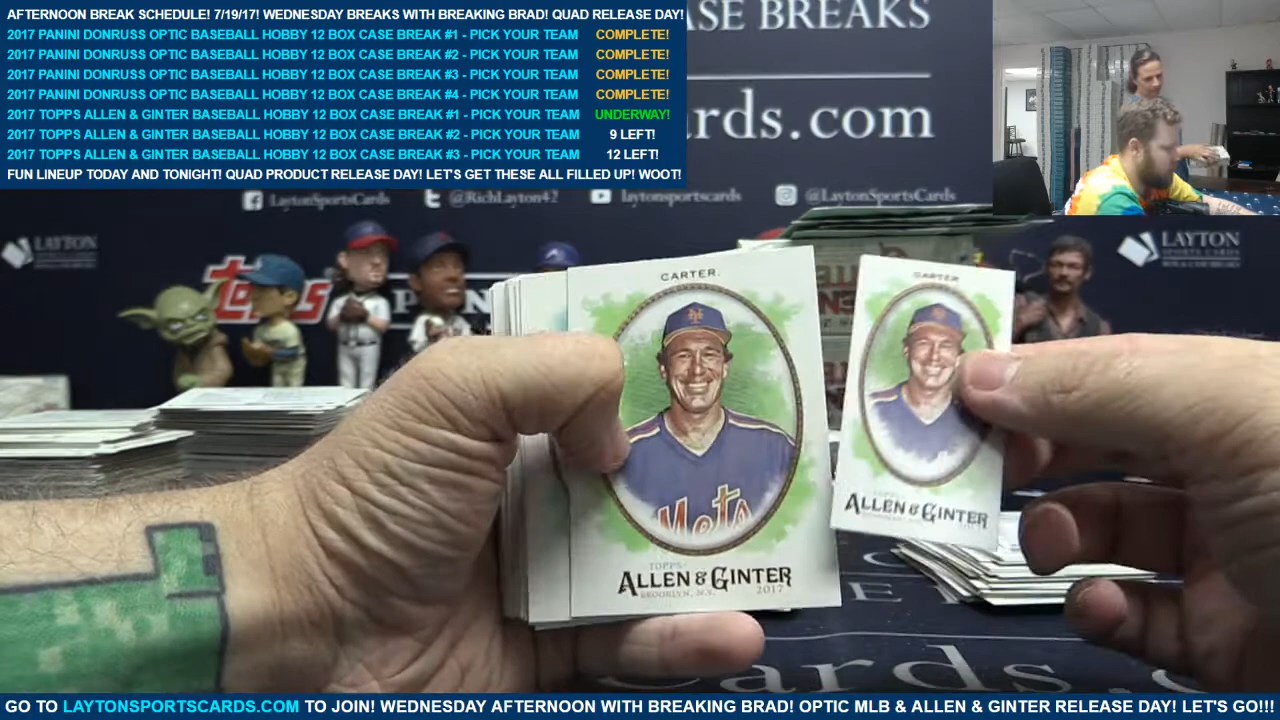 AFTERNOON BREAK SCHEDULE! 7/19/17! WEDNESDAY BREAKS WITH BREAKING BRAD! QUAD RELEASE DAY!
2017 PANINI DONRUSS OPTIC BASEBALL HOBBY 12 BOX CASE BREAK #1 - PICK YOUR TEAM COMPLETE!
2017 PANINI DONRUSS OPTIC BASEBALL HOBBY 12 BOX CASE BREAK #2 - PICK YOUR TEAM COMPLETE!
2017 PANINI DONRUSS OPTIC BASEBALL HOBBY 12 BOX CASE BREAK #3 - PICK YOUR TEAM COMPLETE!
2017 PANINI DONRUSS OPTIC BASEBALL HOBBY 12 BOX CASE BREAK #4 - PICK YOUR TEAM COMPLETE!
2017 TOPPS ALLEN & GINTER BASEBALL HOBBY 12 BOX CASE BREAK #1 - PICK YOUR TEAM UNDERWAY!
2017 TOPPS ALLEN & GINTER BASEBALL HOBBY 12 BOX CASE BREAK #2 - PICK YOUR TEAM 9 LEFT!
2017 TOPPS ALLEN & GINTER BASEBALL HOBBY 12 BOX CASE BREAK #3 - PICK YOUR TEAM 12 LEFT!
FUN LINEUP TODAY AND TONIGHT! QUAD PRODUCT RELEASE DAY! LET'S GET THESE ALL FILLED UP! WOOT!
ASE BREAKS
ards.com
LaytonSportsCards @RichLayton42 laytonsportscards @LaytonSportsCards
LAYTON
LAYTON
SPORTS CARDS
topps
CARTER
CARTER
Mets
TOPPS
ALLEN & GINTER
BROOKLYN, N.Y. 2017
ALLEN & GINTER
Cards.com
GO TO LAYTONSPORTSCARDS.COM TO JOIN! WEDNESDAY AFTERNOON WITH BREAKING BRAD! OPTIC MLB & ALLEN & GINTER RELEASE DAY! LET'S GO!!!